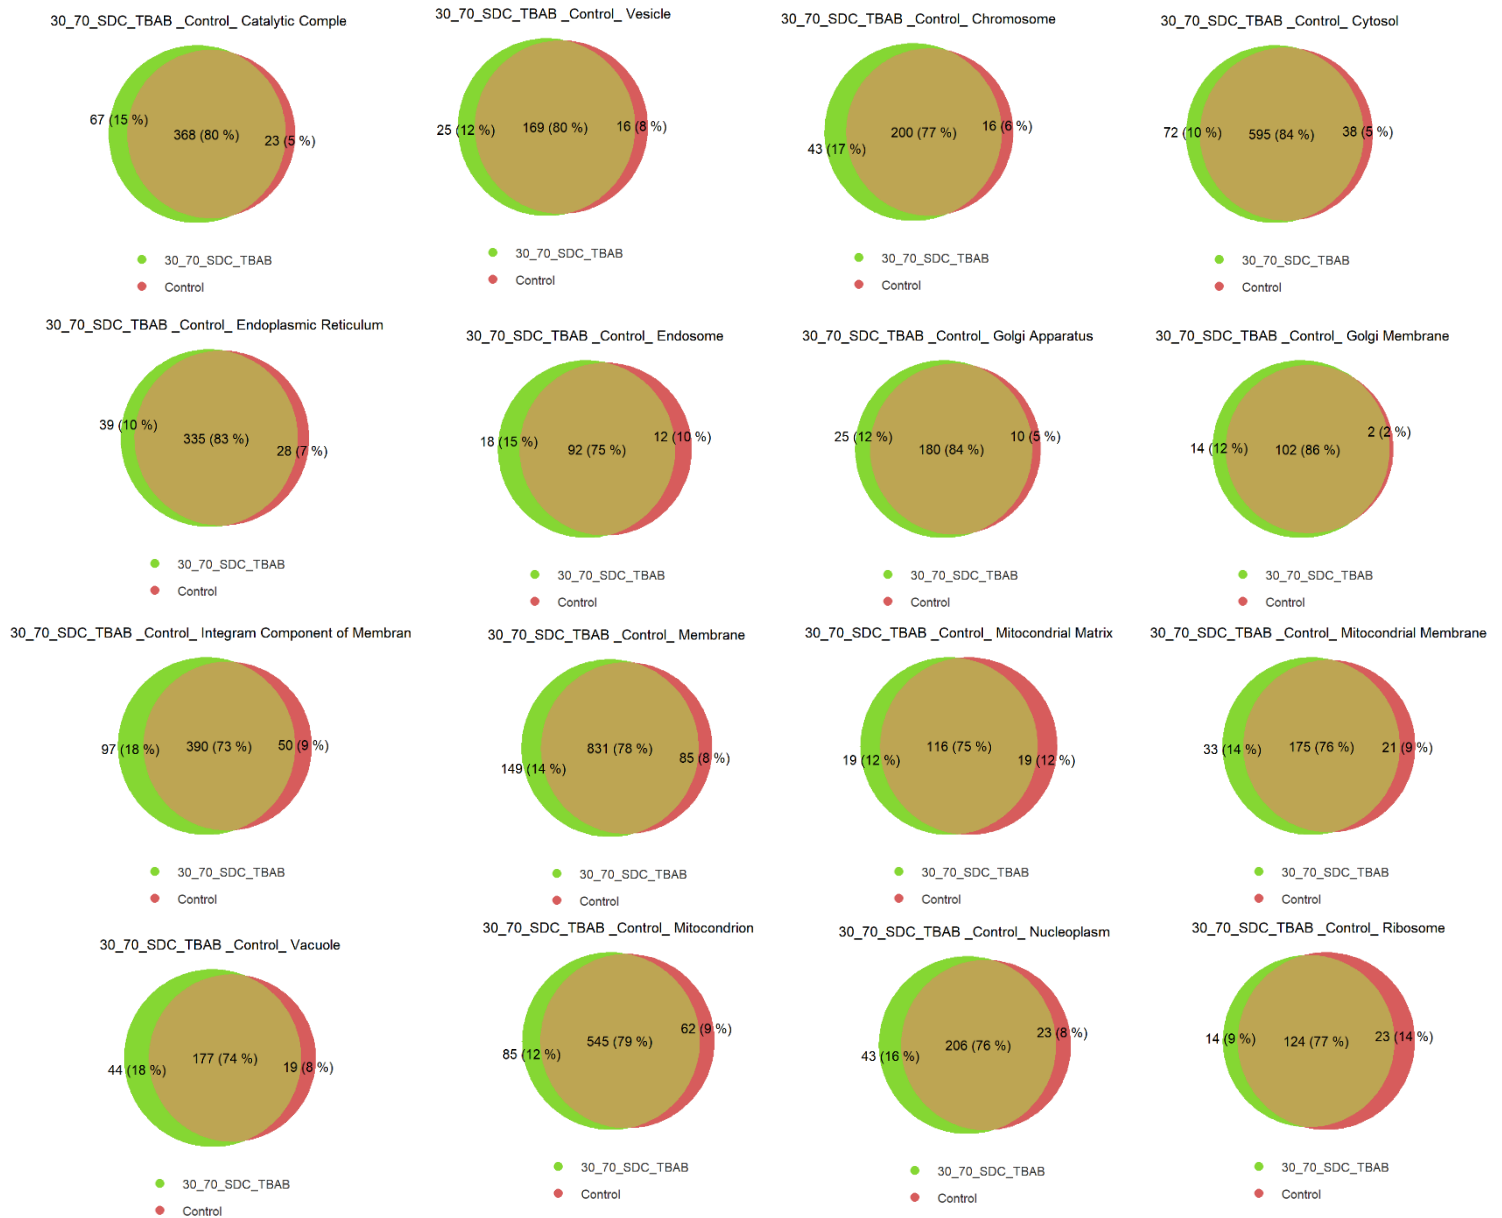 30_70_SDC_TBAB _Control_ Catalytic Comple
67 (15 %)
368 (80 %)
23 (5 %)
30_70_SDC_TBAB
Control
30_70_SDC_TBAB _Control_ Vesicle
25 (12 %)
169 (80 %)
16 (8 %)
30_70_SDC_TBAB
Control
30_70_SDC_TBAB _Control_ Chromosome
43 (17 %)
200 (77 %)
16 (6 %)
30_70_SDC_TBAB
Control
30_70_SDC_TBAB _Control_ Cytosol
72 (10 %)
595 (84 %)
38 (5 %)
30_70_SDC_TBAB
Control
30_70_SDC_TBAB _Control_ Endoplasmic Reticulum
39 (10 %)
335 (83 %)
28 (7 %)
30_70_SDC_TBAB
Control
30_70_SDC_TBAB _Control_ Endosome
18 (15 %)
92 (75 %)
12 (10 %)
30_70_SDC_TBAB
Control
30_70_SDC_TBAB _Control_ Golgi Apparatus
25 (12 %)
180 (84 %)
10 (5 %)
30_70_SDC_TBAB
Control
30_70_SDC_TBAB _Control_ Golgi Membrane
14 (12 %)
102 (86 %)
2 (2 %)
30_70_SDC_TBAB
Control
30_70_SDC_TBAB _Control_ Integram Component of Membran
97 (18 %)
390 (73 %)
50 (9 %)
30_70_SDC_TBAB
Control
30_70_SDC_TBAB _Control_ Membrane
149 (14 %)
831 (78 %)
85 (8 %)
30_70_SDC_TBAB
Control
30_70_SDC_TBAB _Control_ Mitocondrial Matrix
19 (12 %)
116 (75 %)
19 (12 %)
30_70_SDC_TBAB
Control
30_70_SDC_TBAB _Control_ Mitocondrial Membrane
33 (14 %)
175 (76 %)
21 (9 %)
30_70_SDC_TBAB
Control
30_70_SDC_TBAB _Control_ Vacuole
44 (18 %)
177 (74 %)
19 (8 %)
30_70_SDC_TBAB
Control
30_70_SDC_TBAB _Control_ Mitocondrion
85 (12 %)
545 (79 %)
62 (9 %)
30_70_SDC_TBAB
Control
30_70_SDC_TBAB _Control_ Nucleoplasm
43 (16 %)
206 (76 %)
23 (8 %)
30_70_SDC_TBAB
Control
30_70_SDC_TBAB _Control_ Ribosome
14 (9 %)
124 (77 %)
23 (14 %)
30_70_SDC_TBAB
Control